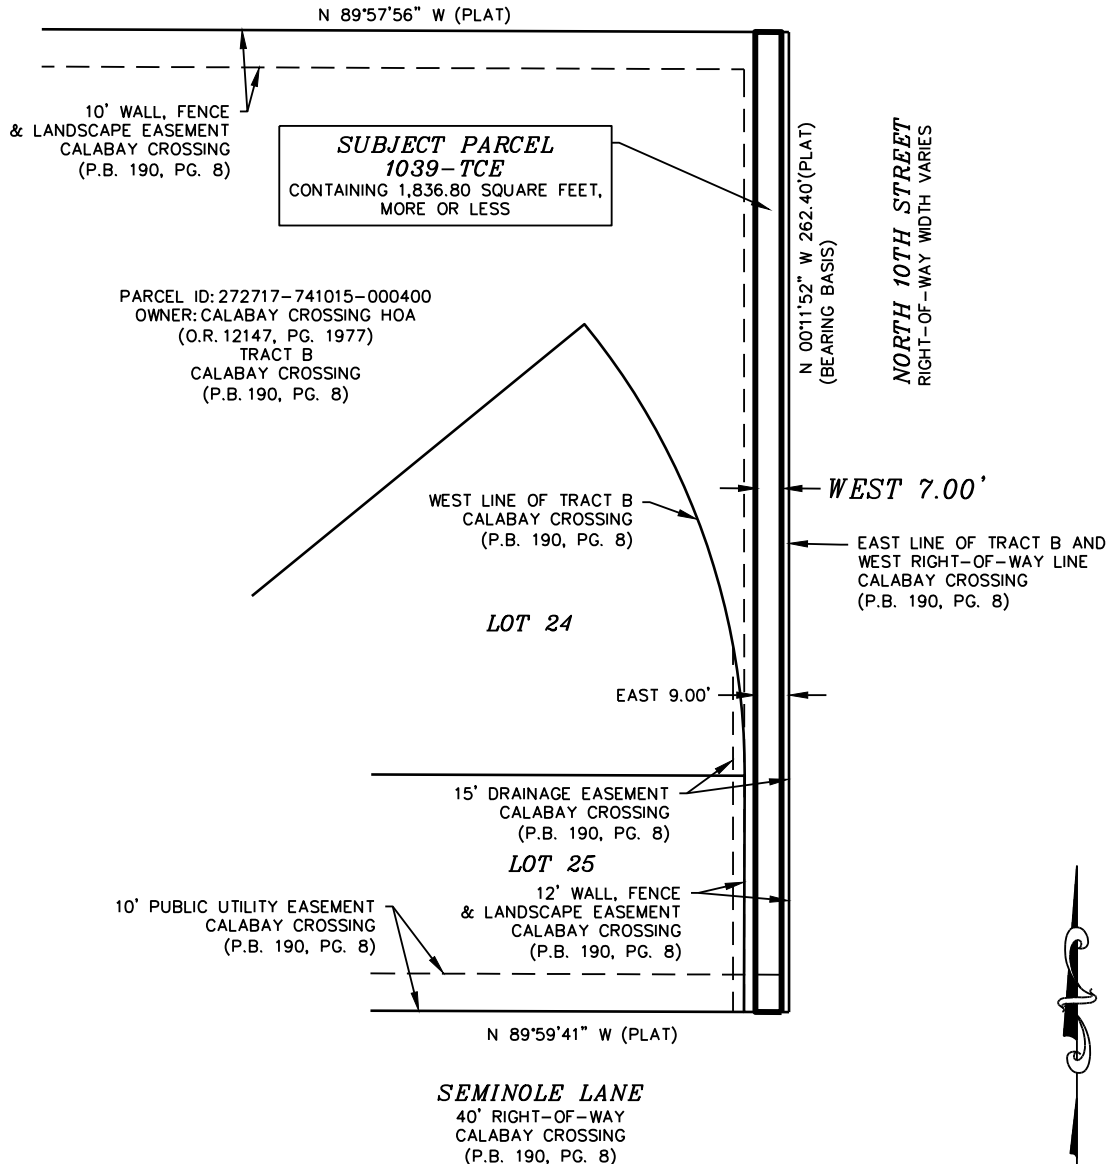 N 89°57'56" W (PLAT)
10' WALL, FENCE
& LANDSCAPE EASEMENT
CALABAY CROSSING
(P.B. 190, PG. 8)
SUBJECT PARCEL
1039-TCE
CONTAINING 1,836.80 SQUARE FEET,
MORE OR LESS
N 00°11'52" W 262.40'(PLAT)
(BEARING BASIS)
NORTH 10TH STREET
RIGHT-OF-WAY WIDTH VARIES
PARCEL ID: 272717-741015-000400
OWNER: CALABAY CROSSING HOA
(O.R. 12147, PG. 1977)
TRACT B
CALABAY CROSSING
(P.B. 190, PG. 8)
WEST LINE OF TRACT B
CALABAY CROSSING
(P.B. 190, PG. 8)
WEST 7.00'
EAST LINE OF TRACT B AND
WEST RIGHT-OF-WAY LINE
CALABAY CROSSING
(P.B. 190, PG. 8)
LOT 24
EAST 9.00'
15' DRAINAGE EASEMENT
CALABAY CROSSING
(P.B. 190, PG. 8)
LOT 25
12' WALL, FENCE
& LANDSCAPE EASEMENT
CALABAY CROSSING
(P.B. 190, PG. 8)
10' PUBLIC UTILITY EASEMENT
CALABAY CROSSING
(P.B. 190, PG. 8)
N 89°59'41" W (PLAT)
SEMINOLE LANE
40' RIGHT-OF-WAY
CALABAY CROSSING
(P.B. 190, PG. 8)